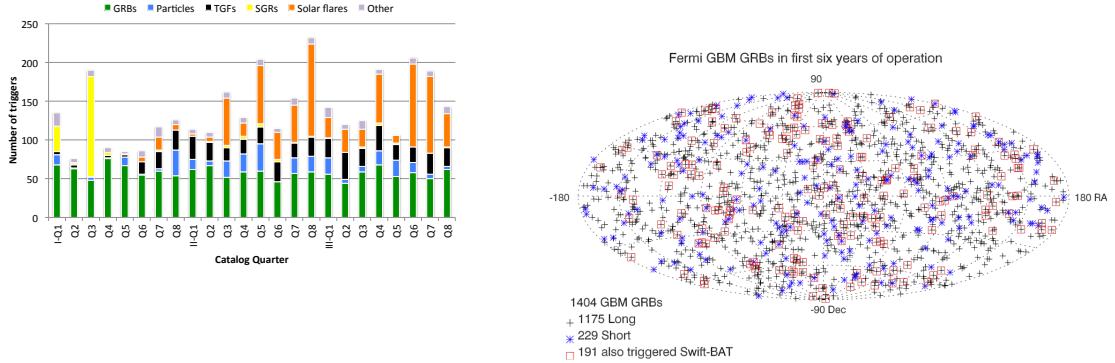 GRBs Particles TGFs SGRs Solar flares Other
250
200
150
100
50
0
Number of triggers
I-Q1 Q2 Q3 Q4 Q5 Q6 Q7 Q8 II-Q1 Q2 Q3 Q4 Q5 Q6 Q7 Q8 III-Q1 Q2 Q3 Q4 Q5 Q6 Q7 Q8
Catalog Quarter
Fermi GBM GRBs in first six years of operation
90
-180
180 RA
-90 Dec
1404 GBM GRBs
1175 Long
229 Short
191 also triggered Swift-BAT